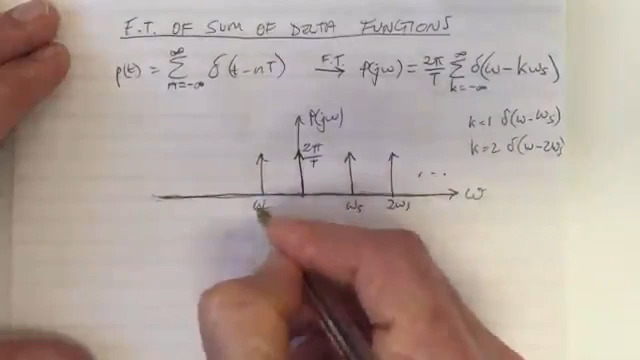 F.T. OF SUM OF DELTA FUNCTIONS
p(t) = ∑_{n=-∞}^{∞} δ(t-nT) F.T.→ P(jω) = 2π/T ∑_{k=-∞}^{∞} δ(ω-kωs)
P(jω)
k=1 δ(ω-ωs)
k=2 δ(ω-2ωs)
2π/T
...
ωs 2ωs ω